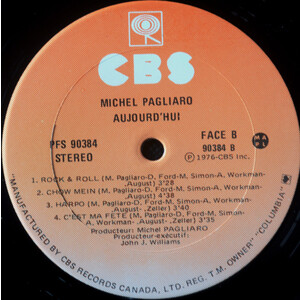 CBS
MICHEL PAGLIARO
AUJOURD'HUI
PFS 90384
STEREO
FACE B
90384 B
℗ 1976-CBS Inc.
1. ROCK & ROLL (M. Pagliaro-D. Ford-M. Simon-A. Workman-
August) 3'28
2. CHOW MEIN (M. Pagliaro-D. Ford-M. Simon-A. Workman-
August) 3'38
3. HARPO (M. Pagliaro-D. Ford-M. Simon-A. Workman-
August-.Zeller) 3'40
4. C'EST MA FETE (M. Pagliaro-D. Ford-M. Simon-A. Workman-
August-.Zeller) 3'35
Producteur: Michel PAGLIARO
Producteur-exécutif:
John J. Williams
"MANUFACTURED BY CBS RECORDS CANADA, LTD. REG. T.M. OWNER "COLUMBIA"